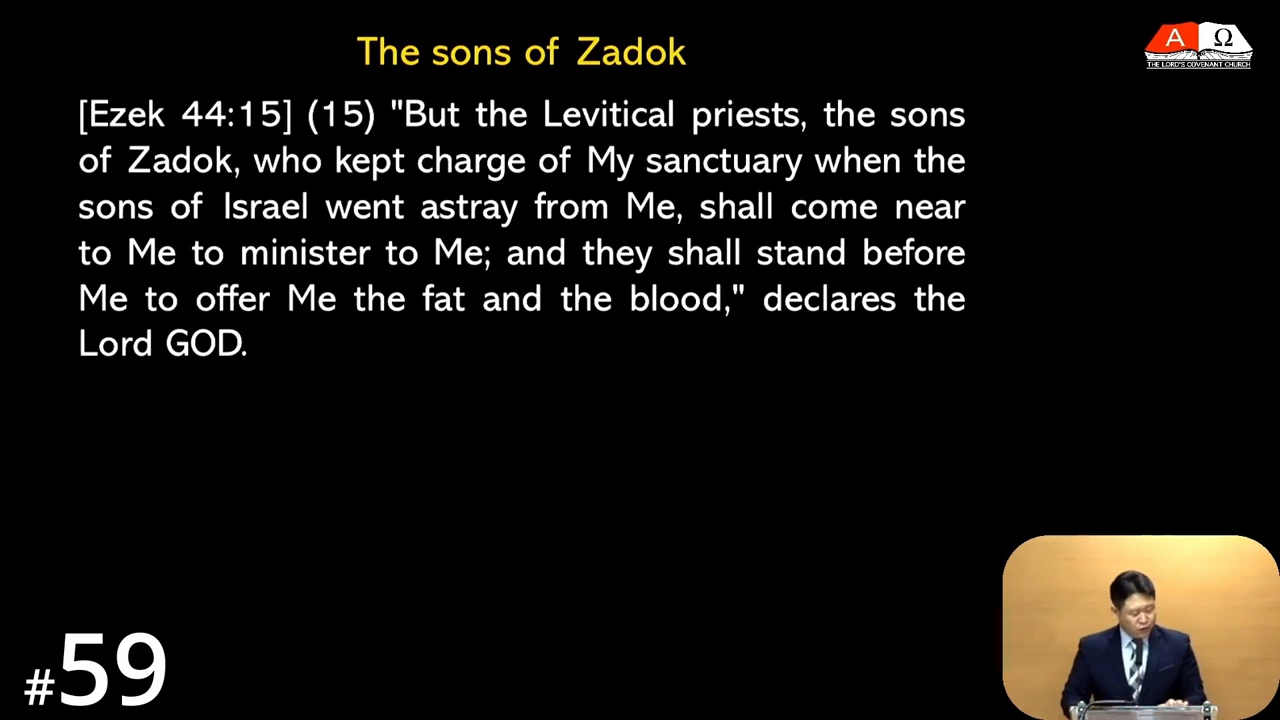 The sons of Zadok
A Ω
THE LORD'S COVENANT CHURCH
[Ezek 44:15] (15) "But the Levitical priests, the sons
of Zadok, who kept charge of My sanctuary when the
sons of Israel went astray from Me, shall come near
to Me to minister to Me; and they shall stand before
Me to offer Me the fat and the blood," declares the
Lord GOD.
#59